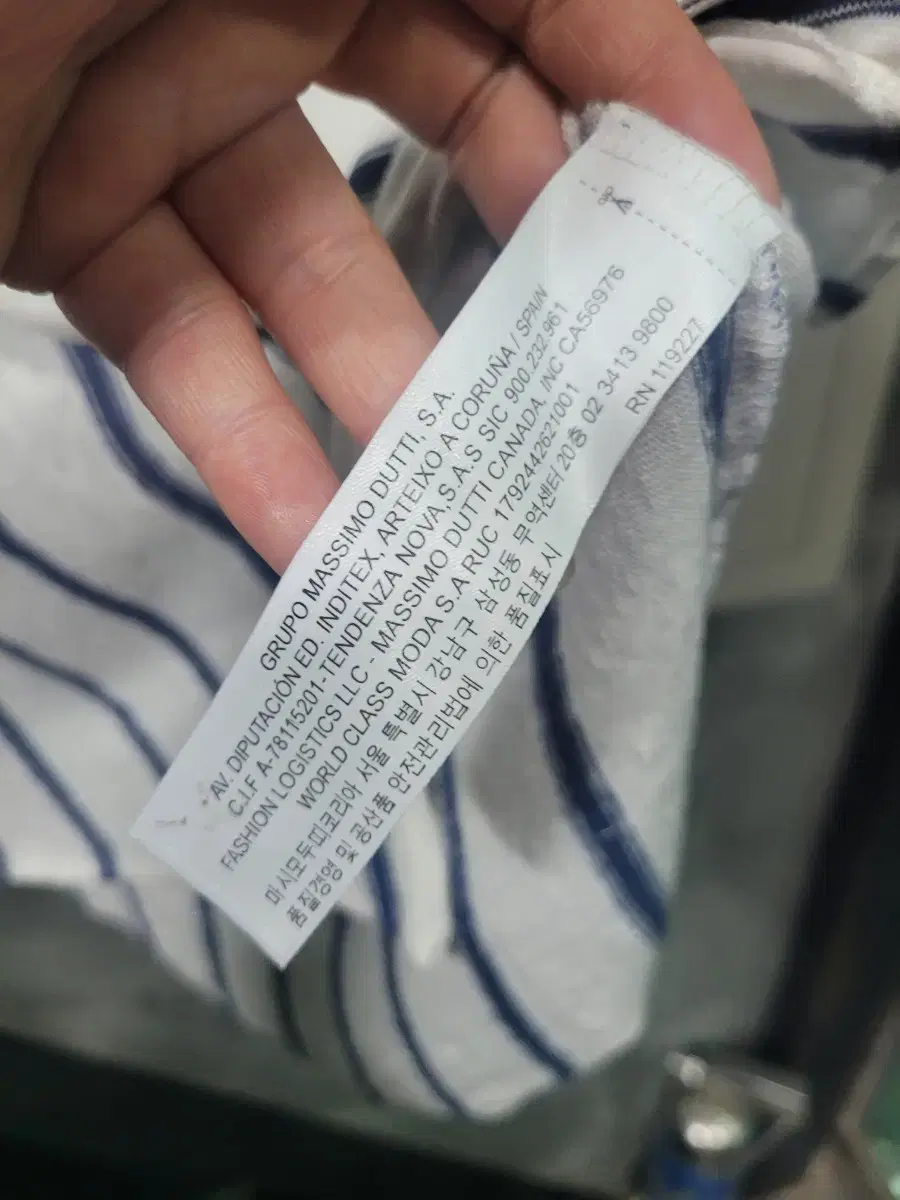 GRUPO MASSIMO DUTTI, S.A.
AV. DIPUTACIÓN ED. INDITEX, ARTEIXO A CORUÑA / SPAIN
C.I.F A-78115201 -TENDENZA NOVA,S.A.S SIC 900.232.961
FASHION LOGISTICS LLC - MASSIMO DUTTI CANADA, INC CA56976
WORLD CLASS MODA S.A RUC 1792442621001
마시모두띠코리아 서울 특별시 강남구 삼성동 무역센터 20층 02 3413 9800
품질경영 및 공산품 안전관리법에 의한 품질표시
RN 119227